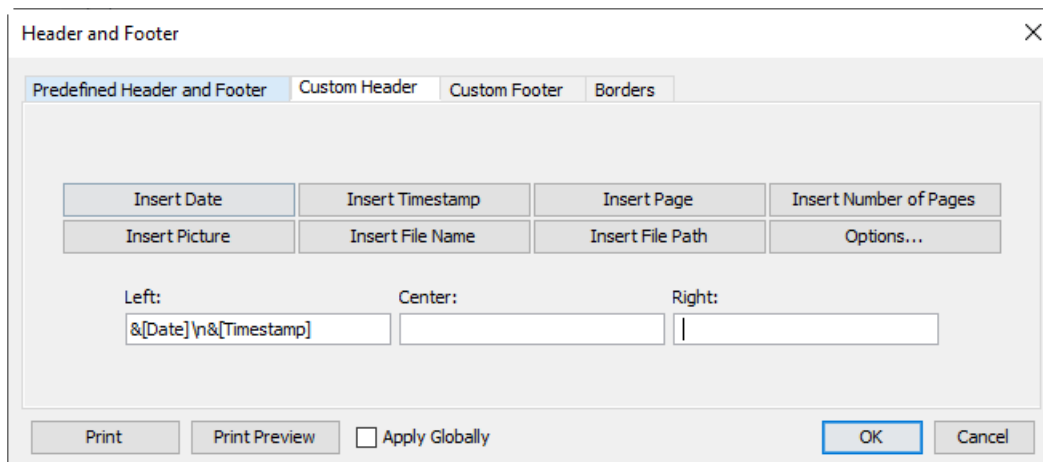 Header and Footer
Predefined Header and Footer Custom Header Custom Footer Borders
Insert Date Insert Timestamp Insert Page Insert Number of Pages
Insert Picture Insert File Name Insert File Path Options...
Left: Center: Right:
&[Date]\n&[Timestamp]
Print Print Preview Apply Globally OK Cancel